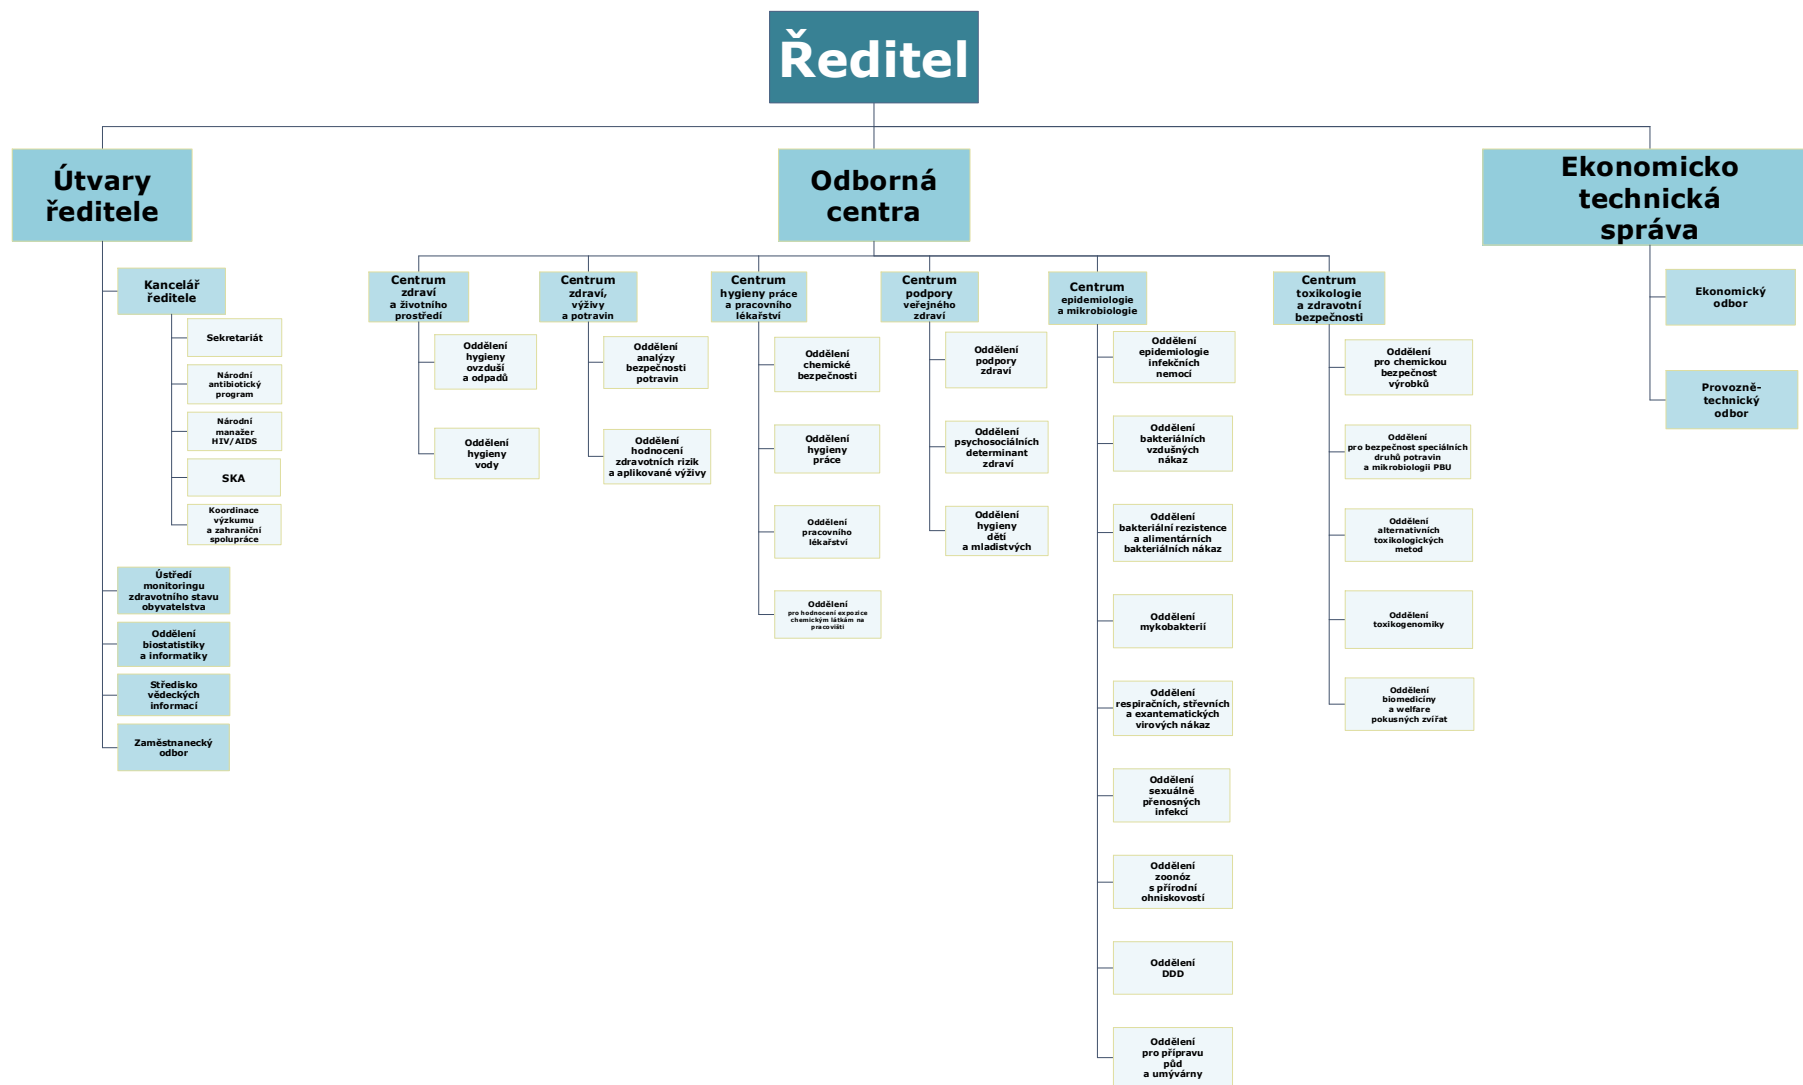 Ředitel
Útvary
ředitele
Odborná
centra
Ekonomicko
technická
správa
Kancelář
ředitele
Sekretariát
Národní
antibiotický
program
Národní
manažer
HIV/AIDS
SKA
Koordinace
výzkumu
a zahraniční
spolupráce
Ústředí
monitoringu
zdravotního stavu
obyvatelstva
Oddělení
biostatistiky
a informatiky
Středisko
vědeckých
informací
Zaměstnanecký
odbor
Centrum
zdraví
a životního
prostředí
Oddělení
hygieny
ovzduší
a odpadů
Oddělení
hygieny
vody
Centrum
zdraví,
výživy
a potravin
Oddělení
analýzy
bezpečnosti
potravin
Oddělení
hodnocení
zdravotních rizik
a aplikované výživy
Centrum
hygieny práce
a pracovního
lékařství
Oddělení
chemické
bezpečnosti
Oddělení
hygieny
práce
Oddělení
pracovního
lékařství
Oddělení
pro hodnocení expozice
chemickým látkám na
pracovišti
Centrum
podpory
veřejného
zdraví
Oddělení
podpory
zdraví
Oddělení
psychosociálních
determinant
zdraví
Oddělení
hygieny
dětí
a mladistvých
Centrum
epidemiologie
a mikrobiologie
Oddělení
epidemiologie
infekčních
nemocí
Oddělení
bakteriálních
vzdušných
nákaz
Oddělení
bakteriální rezistence
a alimentárních
bakteriálních nákaz
Oddělení
mykobakterií
Oddělení
respiračních, střevních
a exantematických
virových nákaz
Oddělení
sexuálně
přenosných
infekcí
Oddělení
zoonóz
s přírodní
ohniskovostí
Oddělení
DDD
Oddělení
pro přípravu
půd
a umývárny
Centrum
toxikologie
a zdravotní
bezpečnosti
Oddělení
pro chemickou
bezpečnost
výrobků
Oddělení
pro bezpečnost speciálních
druhů potravin
a mikrobiologii PBU
Oddělení
alternativních
toxikologických
metod
Oddělení
toxikogenomiky
Oddělení
biomedicíny
a welfare
pokusných zvířat
Ekonomický
odbor
Provozně-
technický
odbor